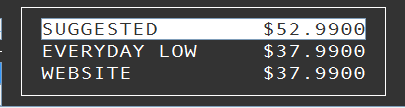 SUGGESTED $52.9900
EVERYDAY LOW $37.9900
WEBSITE $37.9900